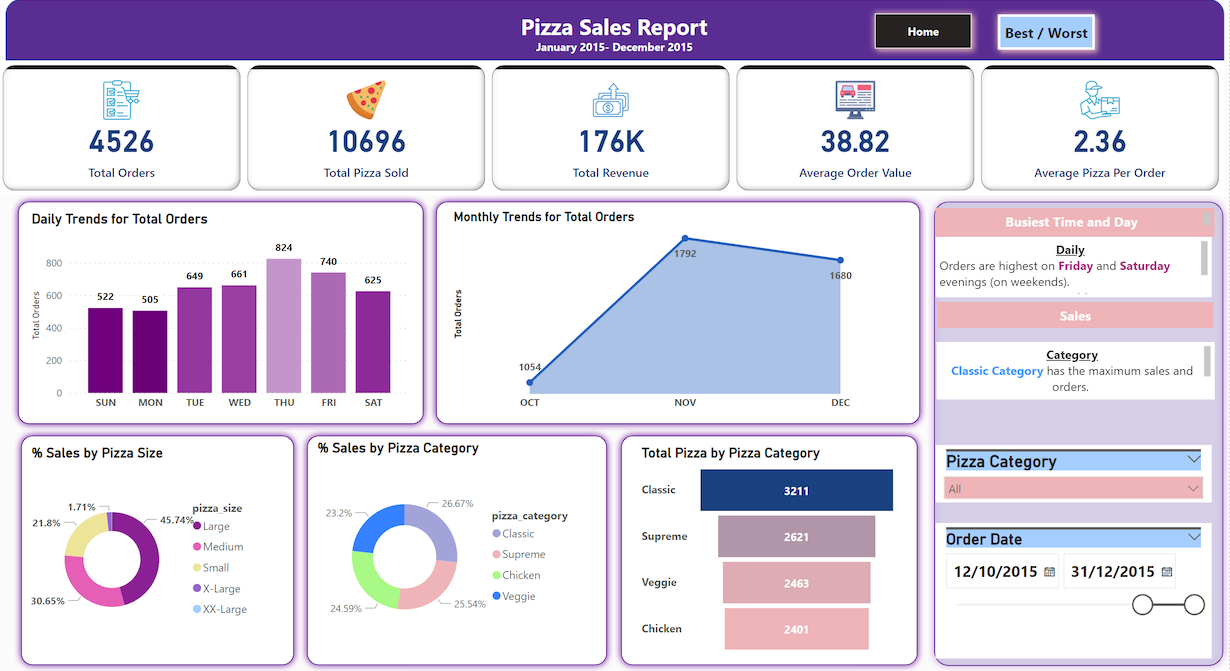 Pizza Sales Report
January 2015- December 2015
Home
Best / Worst
4526
Total Orders
10696
Total Pizza Sold
176K
Total Revenue
38.82
Average Order Value
2.36
Average Pizza Per Order
Daily Trends for Total Orders
Total Orders
800
600
400
200
0
522
505
649
661
824
740
625
SUN
MON
TUE
WED
THU
FRI
SAT
Monthly Trends for Total Orders
Total Orders
1054
1792
1680
OCT
NOV
DEC
Busiest Time and Day
Daily
Orders are highest on Friday and Saturday
evenings (on weekends).
Sales
Category
Classic Category has the maximum sales and
orders.
Pizza Category
All
Order Date
12/10/2015
31/12/2015
% Sales by Pizza Size
1.71%
21.8%
45.74%
30.65%
pizza_size
Large
Medium
Small
X-Large
XX-Large
% Sales by Pizza Category
23.2%
26.67%
24.59%
25.54%
pizza_category
Classic
Supreme
Chicken
Veggie
Total Pizza by Pizza Category
Classic
3211
Supreme
2621
Veggie
2463
Chicken
2401